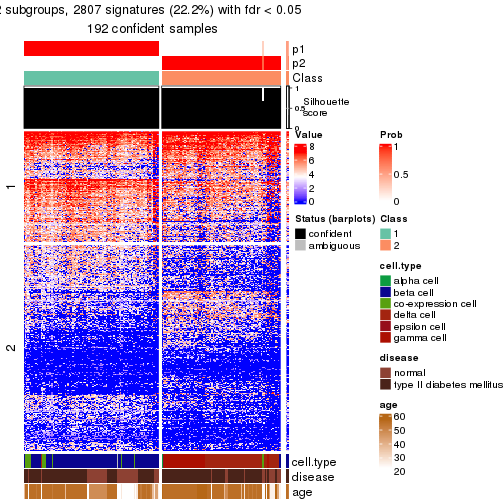 2 subgroups, 2807 signatures (22.2%) with fdr < 0.05
192 confident samples
p1
p2
Class
1
0.5
0
Silhouette
score
1
2
Value
8
6
4
2
0
Prob
1
0.5
0
Status (barplots)
confident
ambiguous
Class
1
2
cell.type
alpha cell
beta cell
co-expression cell
delta cell
epsilon cell
gamma cell
disease
normal
type II diabetes mellitus
age
60
50
40
30
20
cell.type
disease
age